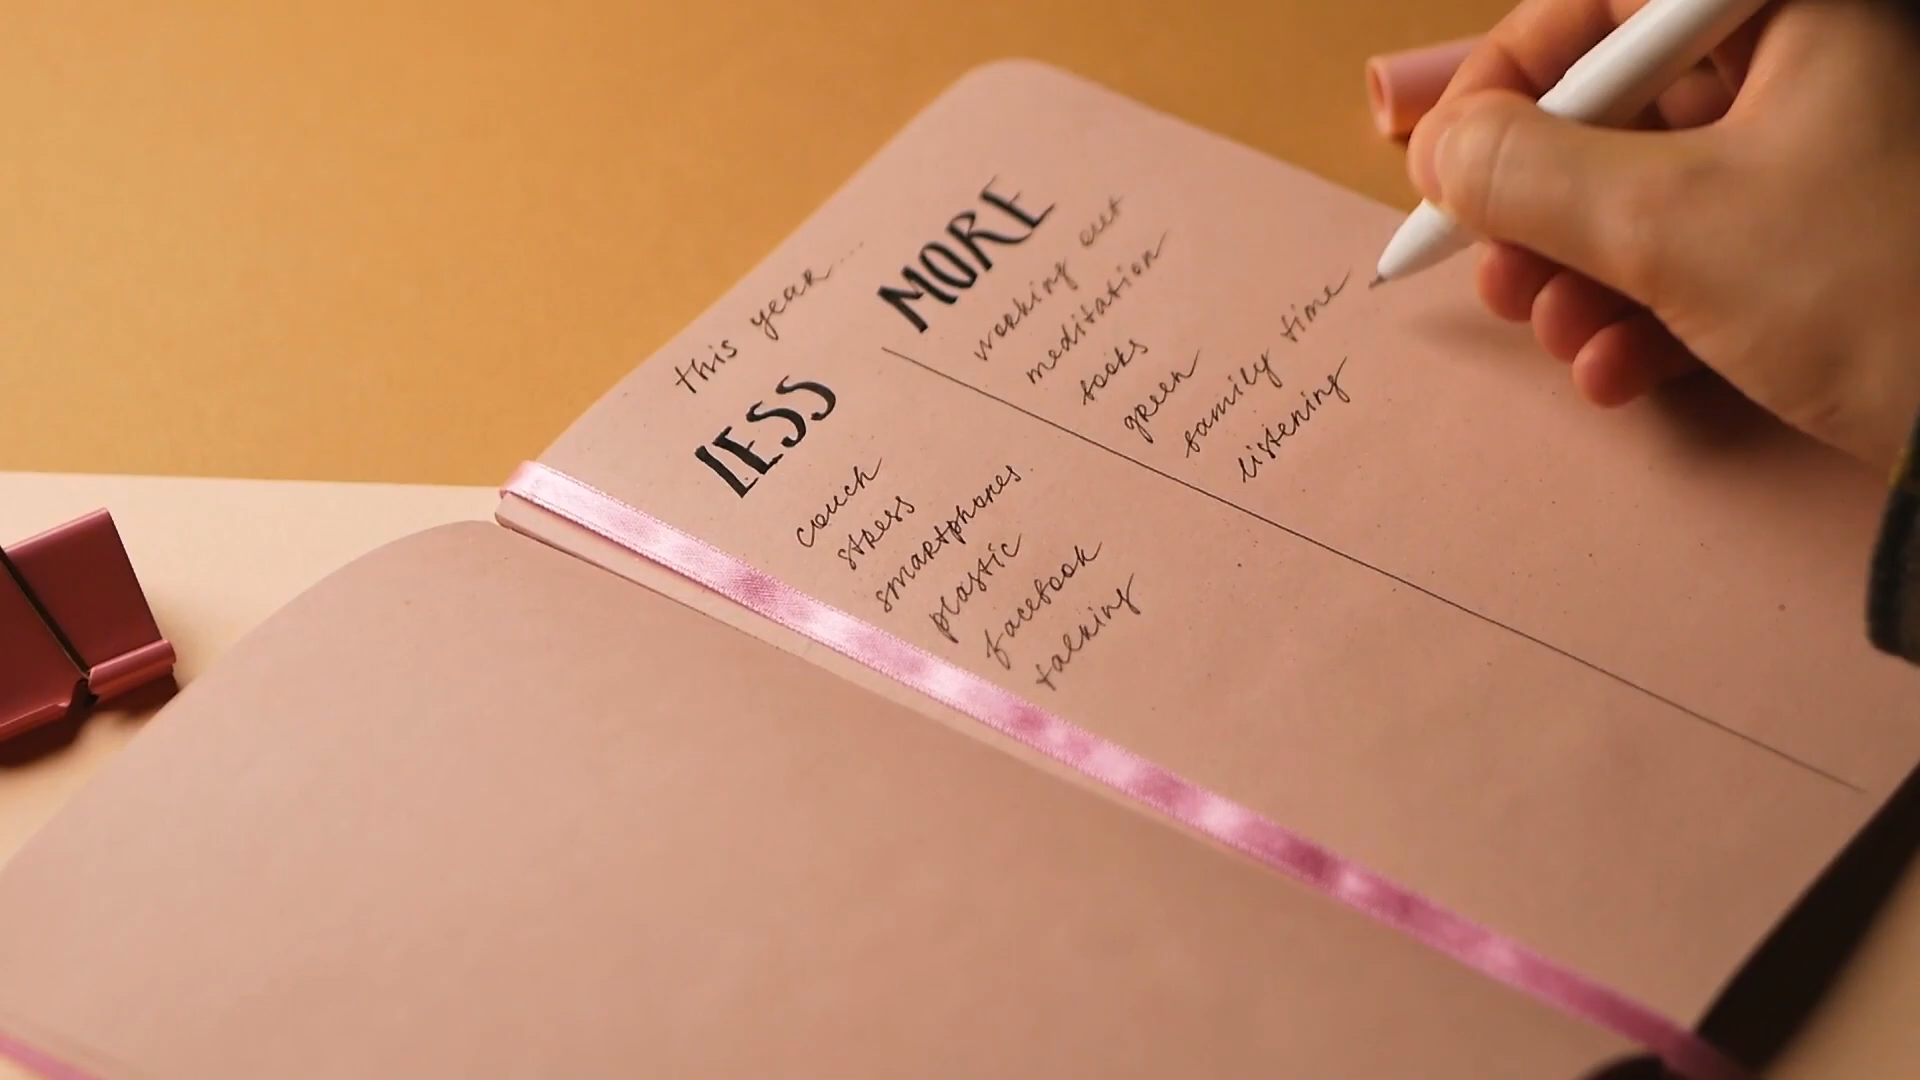 this year...
LESS
couch
stress
smartphones
plastic
facebook
talking
MORE
working out
meditation
books
green
family time
listening